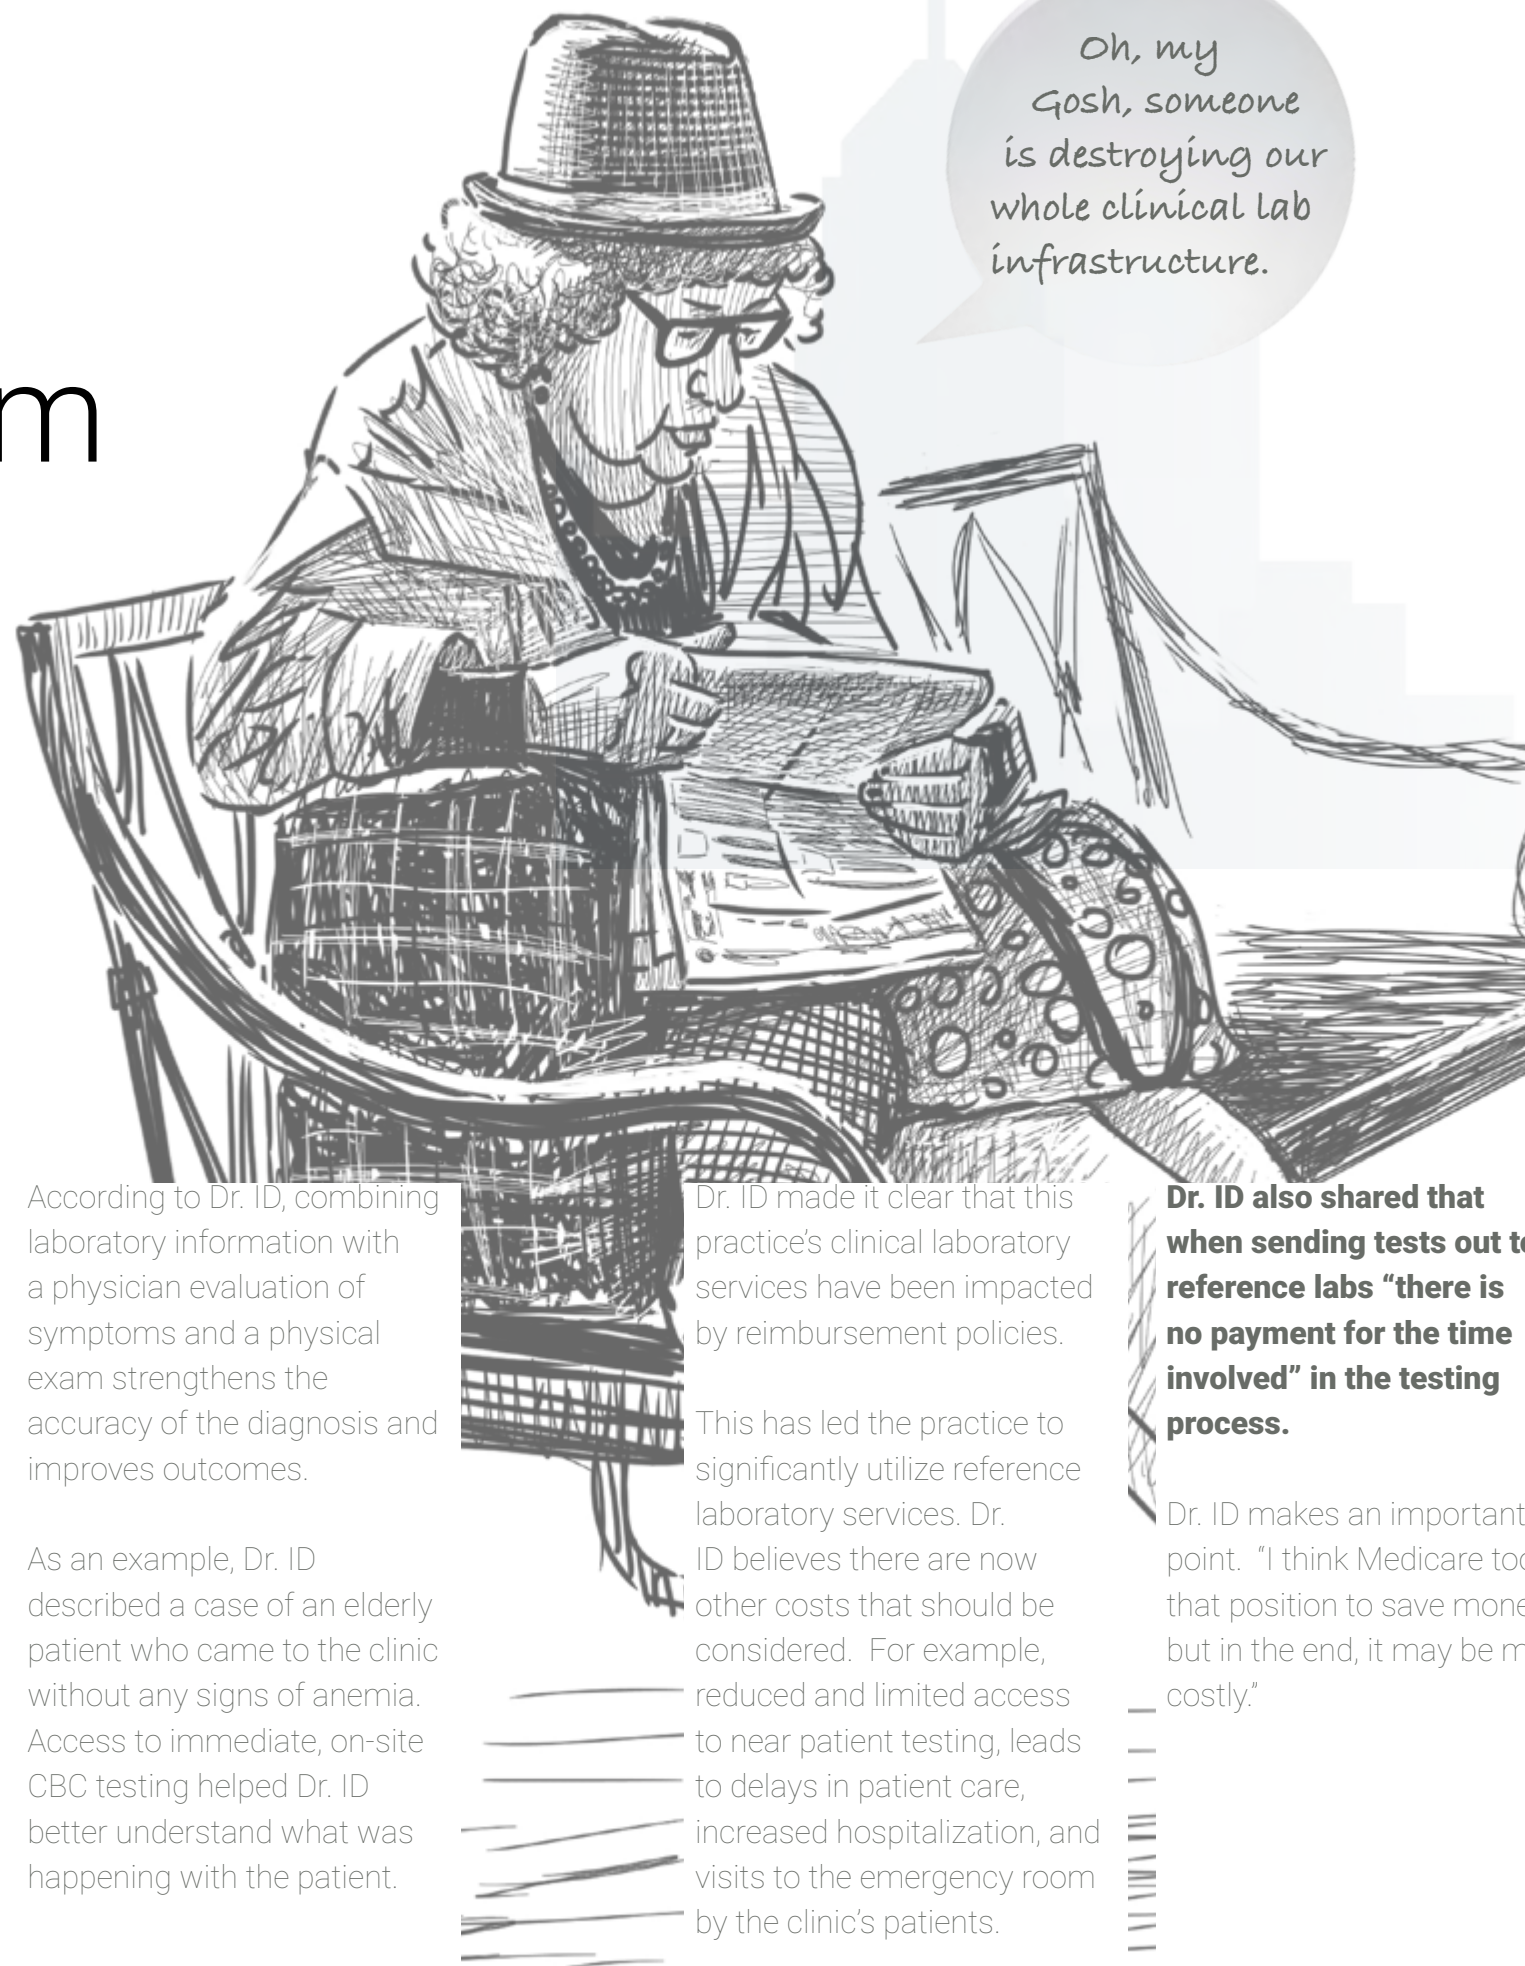 Oh, my
Gosh, someone
is destroying our
whole clinical lab
infrastructure.
m
According to Dr. ID, combining
laboratory information with
a physician evaluation of
symptoms and a physical
exam strengthens the
accuracy of the diagnosis and
improves outcomes.
As an example, Dr. ID
described a case of an elderly
patient who came to the clinic
without any signs of anemia.
Access to immediate, on-site
CBC testing helped Dr. ID
better understand what was
happening with the patient.
Dr. ID made it clear that this
practice’s clinical laboratory
services have been impacted
by reimbursement policies.
This has led the practice to
significantly utilize reference
laboratory services. Dr.
ID believes there are now
other costs that should be
considered.  For example,
reduced and limited access
to near patient testing, leads
to delays in patient care,
increased hospitalization, and
visits to the emergency room
by the clinic’s patients.
Dr. ID also shared that
when sending tests out
reference labs “there is
no payment for the time
involved” in the testing
process.
Dr. ID makes an important
point.  “I think Medicare
that position to save
but in the end, it may be
costly.”